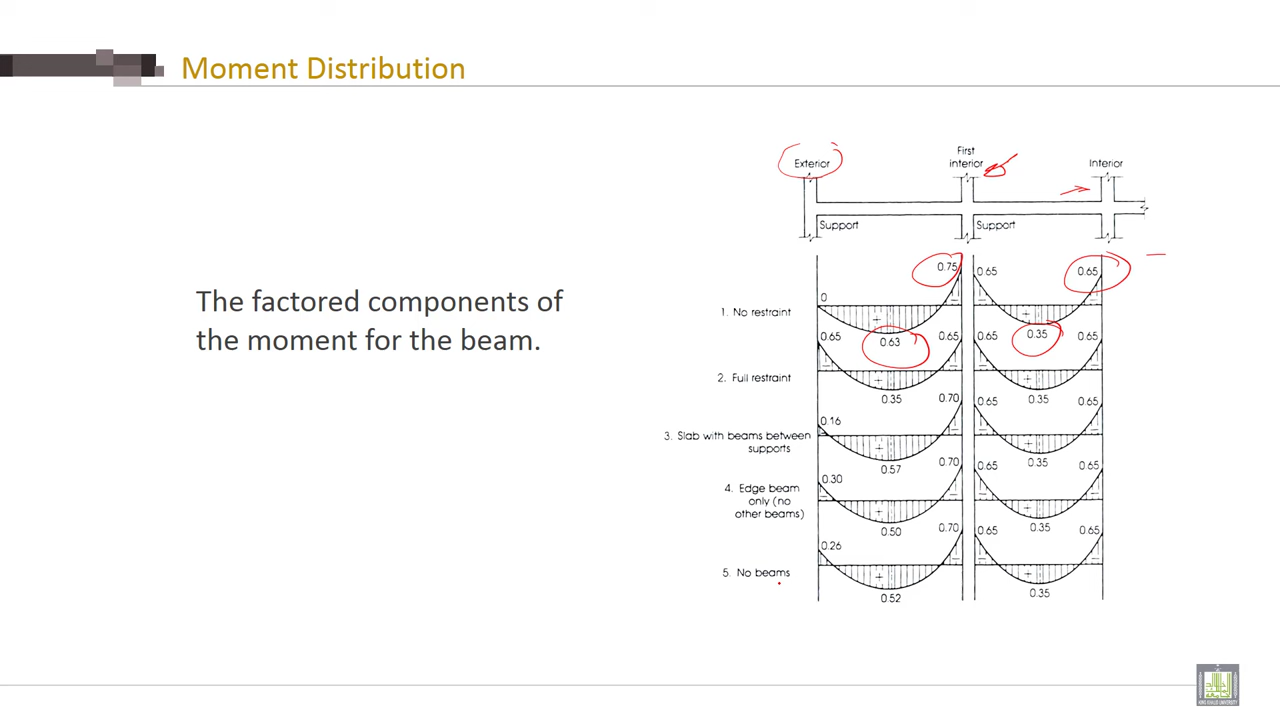 Moment Distribution
The factored components of
the moment for the beam.
Exterior
First
interior
Interior
Support
Support
0.75
0.65
0.65
0
1. No restraint
0.63
0.35
0.65
0.65
0.65
0.65
2. Full restraint
0.35
0.35
0.16
0.70
0.65
0.65
3. Slab with beams between
supports
0.57
0.35
0.30
0.70
0.65
0.65
4. Edge beam
only (no
other beams)
0.50
0.35
0.26
0.70
0.65
0.65
5. No beams
0.52
0.35
KING KHALID UNIVERSITY